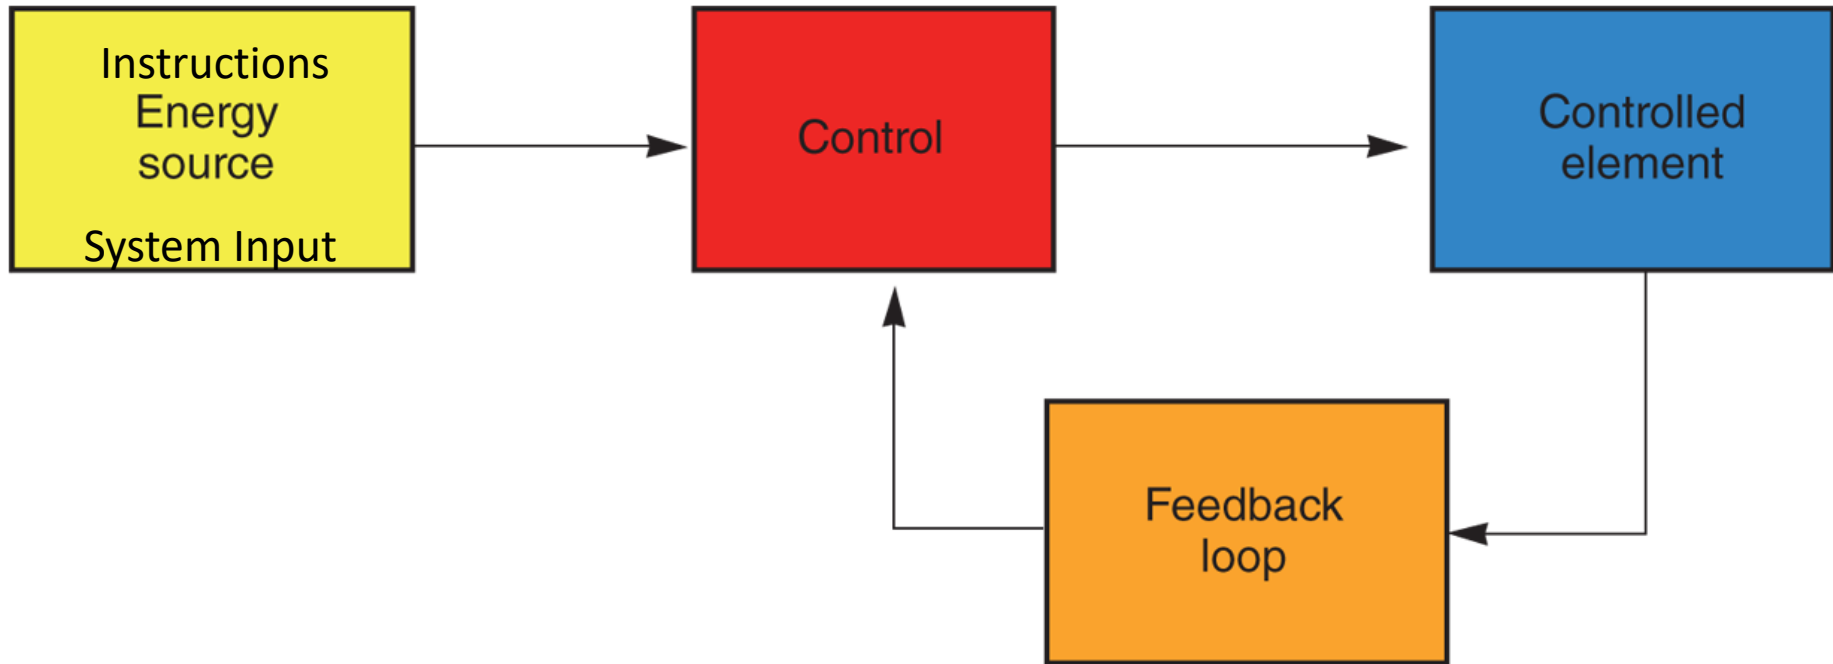 Instructions
Energy
source
System Input
Control
Controlled
element
Feedback
loop